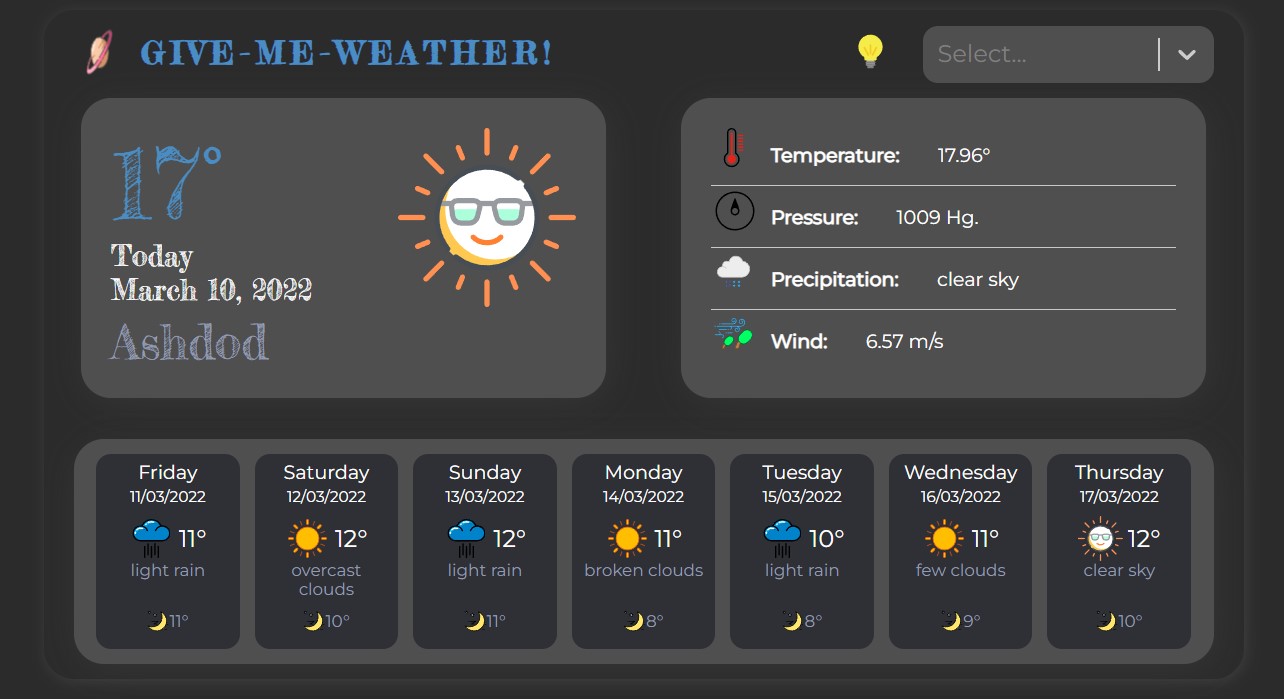 GIVE-ME-WEATHER!
Select...
17°
Today
March 10, 2022
Ashdod
Temperature: 17.96°
Pressure: 1009 Hg.
Precipitation: clear sky
Wind: 6.57 m/s
Friday
11/03/2022
11°
light rain
11°
Saturday
12/03/2022
12°
overcast
clouds
10°
Sunday
13/03/2022
12°
light rain
11°
Monday
14/03/2022
11°
broken clouds
8°
Tuesday
15/03/2022
10°
light rain
8°
Wednesday
16/03/2022
11°
few clouds
9°
Thursday
17/03/2022
12°
clear sky
10°